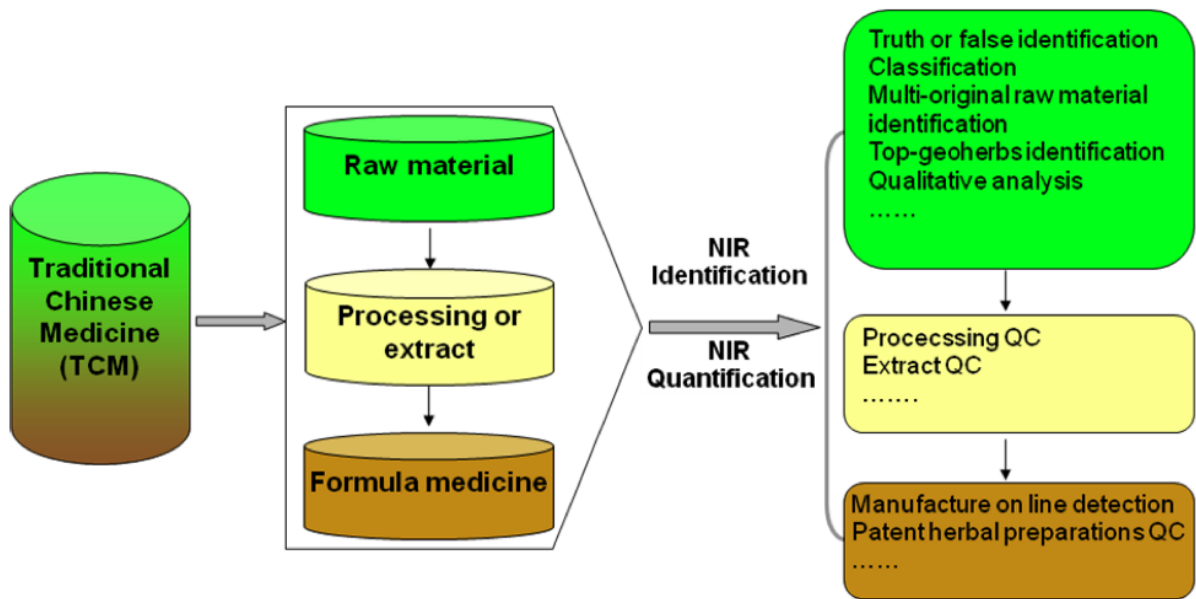 Traditional
Chinese
Medicine
(TCM)
Raw material
Processing or
extract
Formula medicine
NIR
Identification
NIR
Quantification
Truth or false identification
Classification
Multi-original raw material
identification
Top-geoherbs identification
Qualitative analysis
……
Procecssing QC
Extract QC
…….
Manufacture on line detection
Patent herbal preparations QC
……